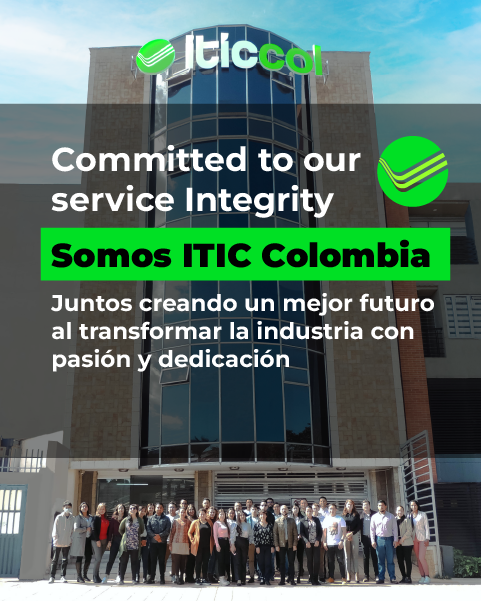 iticcol
Committed to our
service Integrity
Somos ITIC Colombia
Juntos creando un mejor futuro
al transformar la industria con
pasión y dedicación